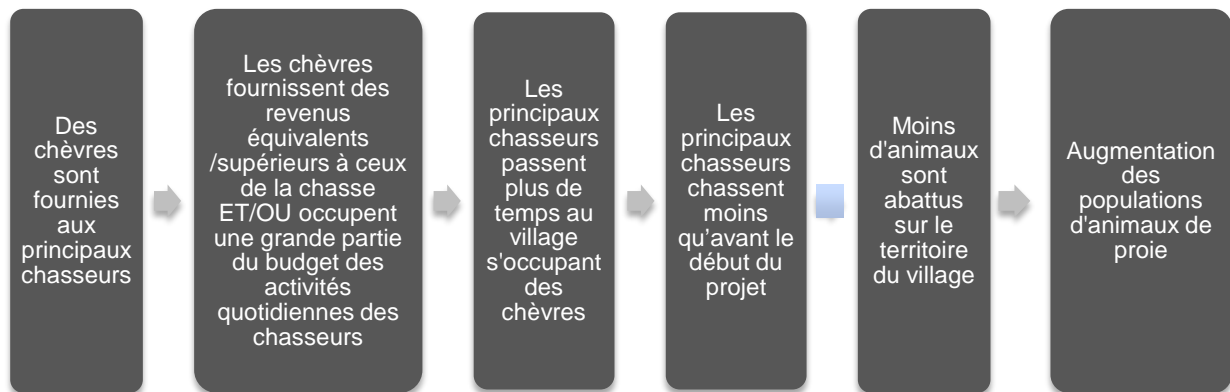 Des
chèvres
sont
fournies
aux
principaux
chasseurs
Les chèvres
fournissent des
revenus
équivalents
/supérieurs à ceux
de la chasse
ET/OU occupent
une grande partie
du budget des
activités
quotidiennes des
chasseurs
Les
principaux
chasseurs
passent
plus de
temps au
village
s'occupant
des
chèvres
Les
principaux
chasseurs
chassent
moins
qu’avant le
début du
projet
Moins
d'animaux
sont
abattus
sur le
territoire
du village
Augmentation
des
populations
d'animaux de
proie